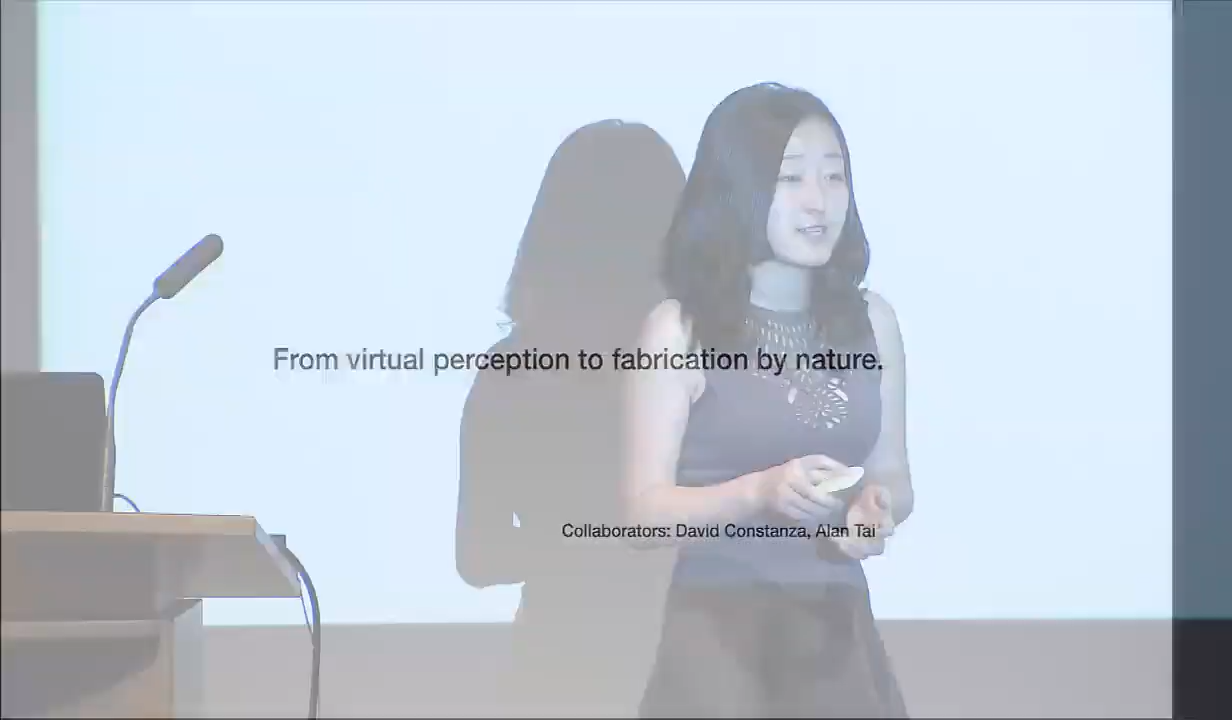 From virtual perception to fabrication by nature.
Collaborators: David Constanza, Alan Tai